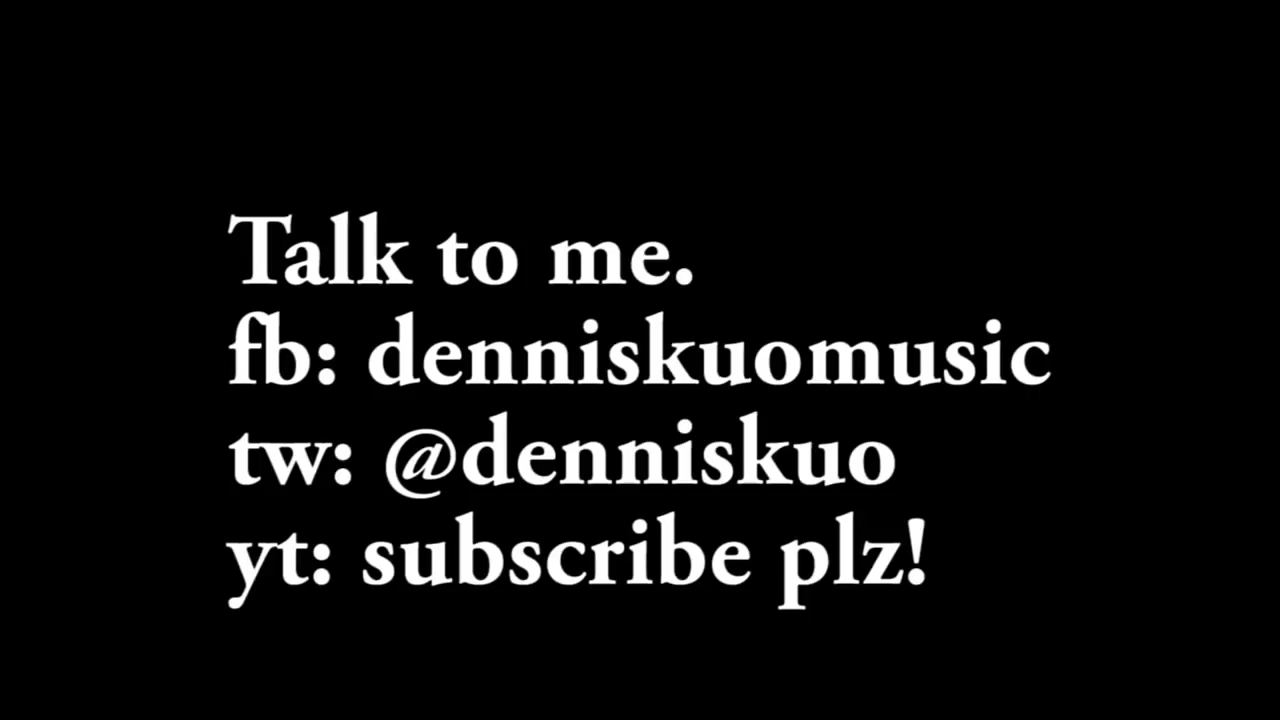 Talk to me.
fb: denniskuomusic
tw: @denniskuo
yt: subscribe plz!